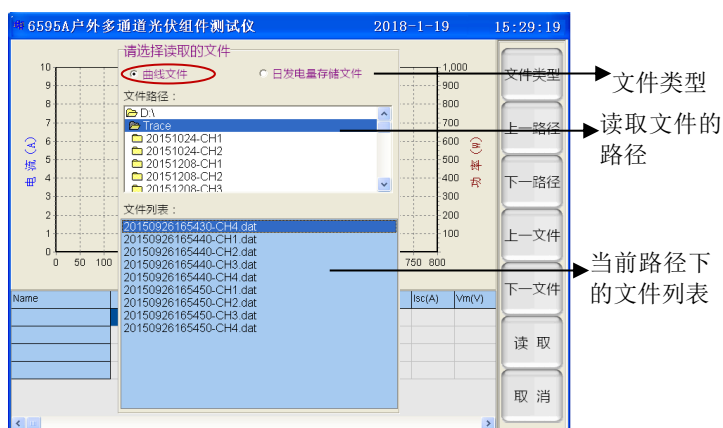 6595A户外多通道光伏组件测试仪 2018-1-19 15:29:19
请选择读取的文件
曲线文件 日发电量存储文件
文件路径：
D:\
Trace
20151024-CH1
20151024-CH2
20151208-CH1
20151208-CH2
20151208-CH3
文件列表：
20150926165430-CH4.dat
20150926165440-CH1.dat
20150926165440-CH2.dat
20150926165440-CH3.dat
20150926165440-CH4.dat
20150926165450-CH1.dat
20150926165450-CH2.dat
20150926165450-CH3.dat
20150926165450-CH4.dat
电流(A)
10
9
8
7
6
5
4
3
2
1
0
0 50 100
750 800
1,000
900
800
700
600
500
400
300
200
100
功率(W)
Name Isc(A) Vm(V)
文件类型
上一路径
下一路径
上一文件
下一文件
读 取
取 消
文件类型
读取文件的
路径
当前路径下
的文件列表